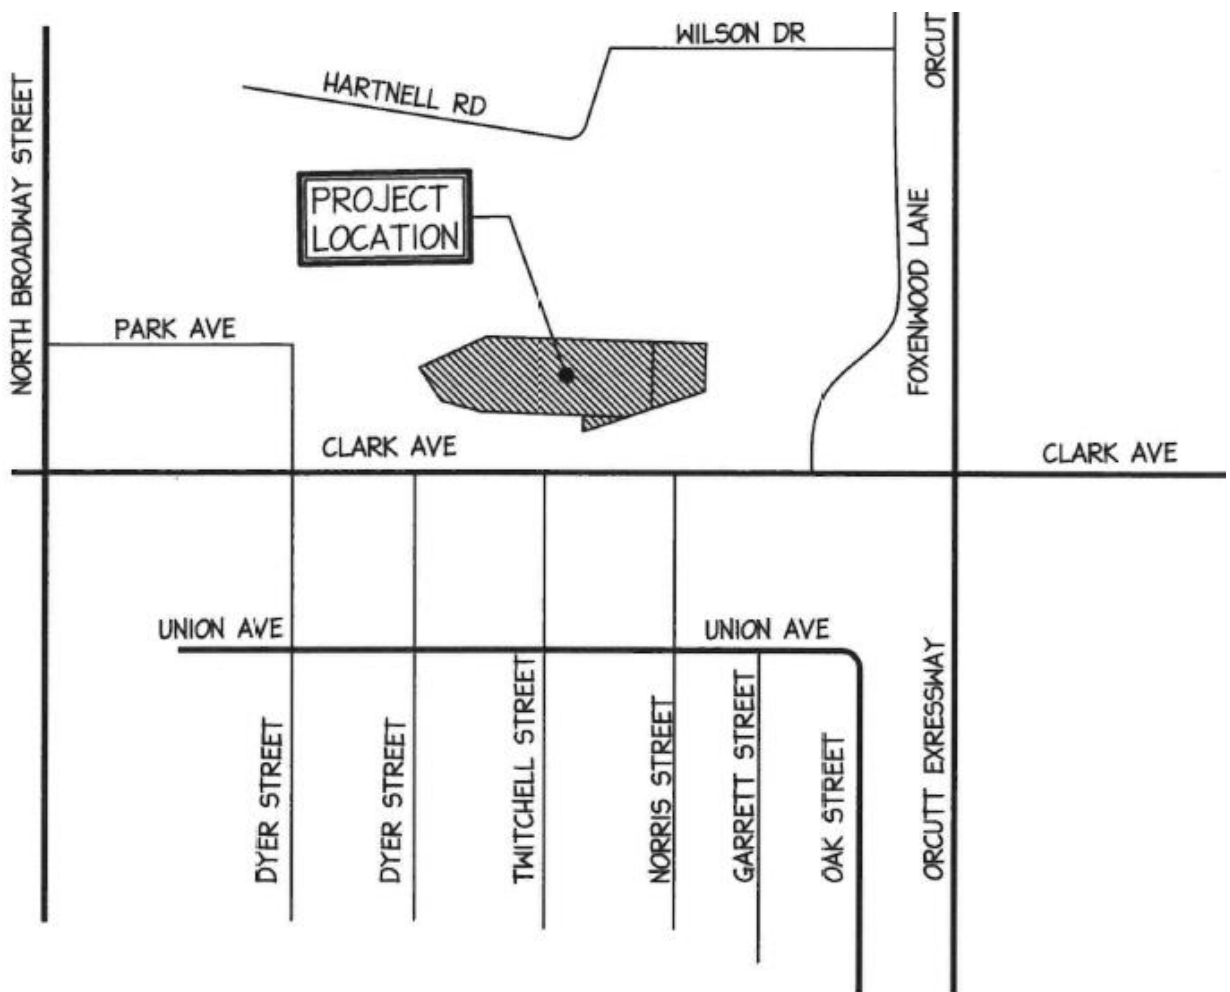 WILSON DR
ORCUT
HARTNELL RD
NORTH BROADWAY STREET
PROJECT
LOCATION
FOXENWOOD LANE
PARK AVE
CLARK AVE
CLARK AVE
UNION AVE
UNION AVE
DYER STREET
DYER STREET
TWITCHELL STREET
NORRIS STREET
GARRETT STREET
OAK STREET
ORCUTT EXRESSWAY